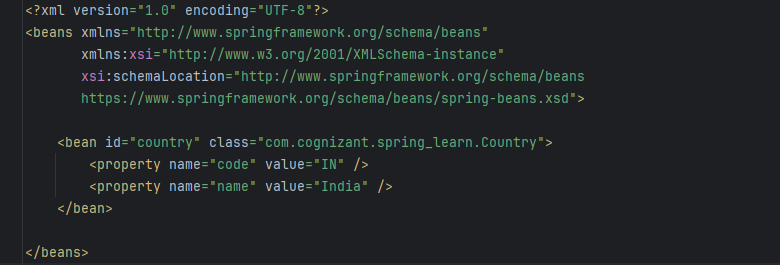 <?xml version="1.0" encoding="UTF-8"?>
<beans xmlns="http://www.springframework.org/schema/beans"
       xmlns:xsi="http://www.w3.org/2001/XMLSchema-instance"
       xsi:schemaLocation="http://www.springframework.org/schema/beans
       https://www.springframework.org/schema/beans/spring-beans.xsd">
    <bean id="country" class="com.cognizant.spring_learn.Country">
        <property name="code" value="IN" />
        <property name="name" value="India" />
    </bean>
</beans>